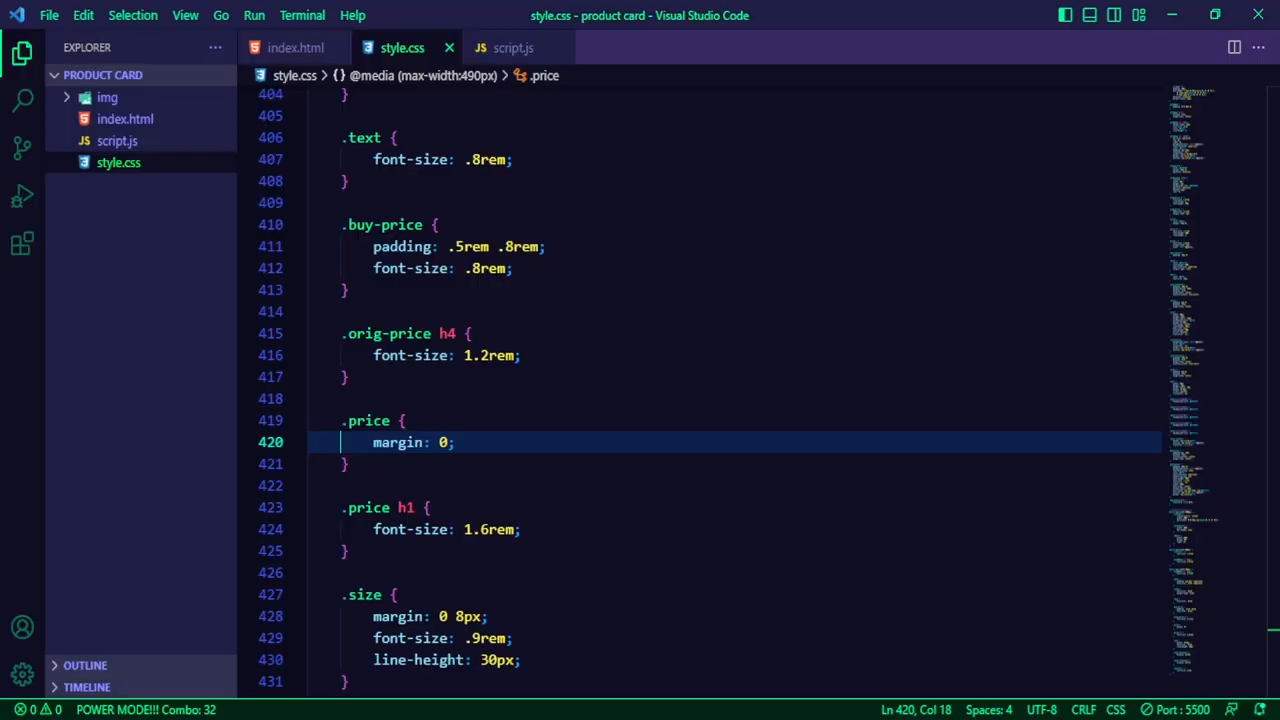 File Edit Selection View Go Run Terminal Help
style.css - product card - Visual Studio Code
EXPLORER
PRODUCT CARD
img
index.html
script.js
style.css
OUTLINE
TIMELINE
index.html style.css script.js
style.css > {} @media (max-width:490px) > .price
404 }
405
406 .text {
407 font-size: .8rem;
408 }
409
410 .buy-price {
411 padding: .5rem .8rem;
412 font-size: .8rem;
413 }
414
415 .orig-price h4 {
416 font-size: 1.2rem;
417 }
418
419 .price {
420 margin: 0;
421 }
422
423 .price h1 {
424 font-size: 1.6rem;
425 }
426
427 .size {
428 margin: 0 8px;
429 font-size: .9rem;
430 line-height: 30px;
431 }
0 0 POWER MODE!!! Combo: 32 Ln 420, Col 18 Spaces: 4 UTF-8 CRLF CSS Port : 5500